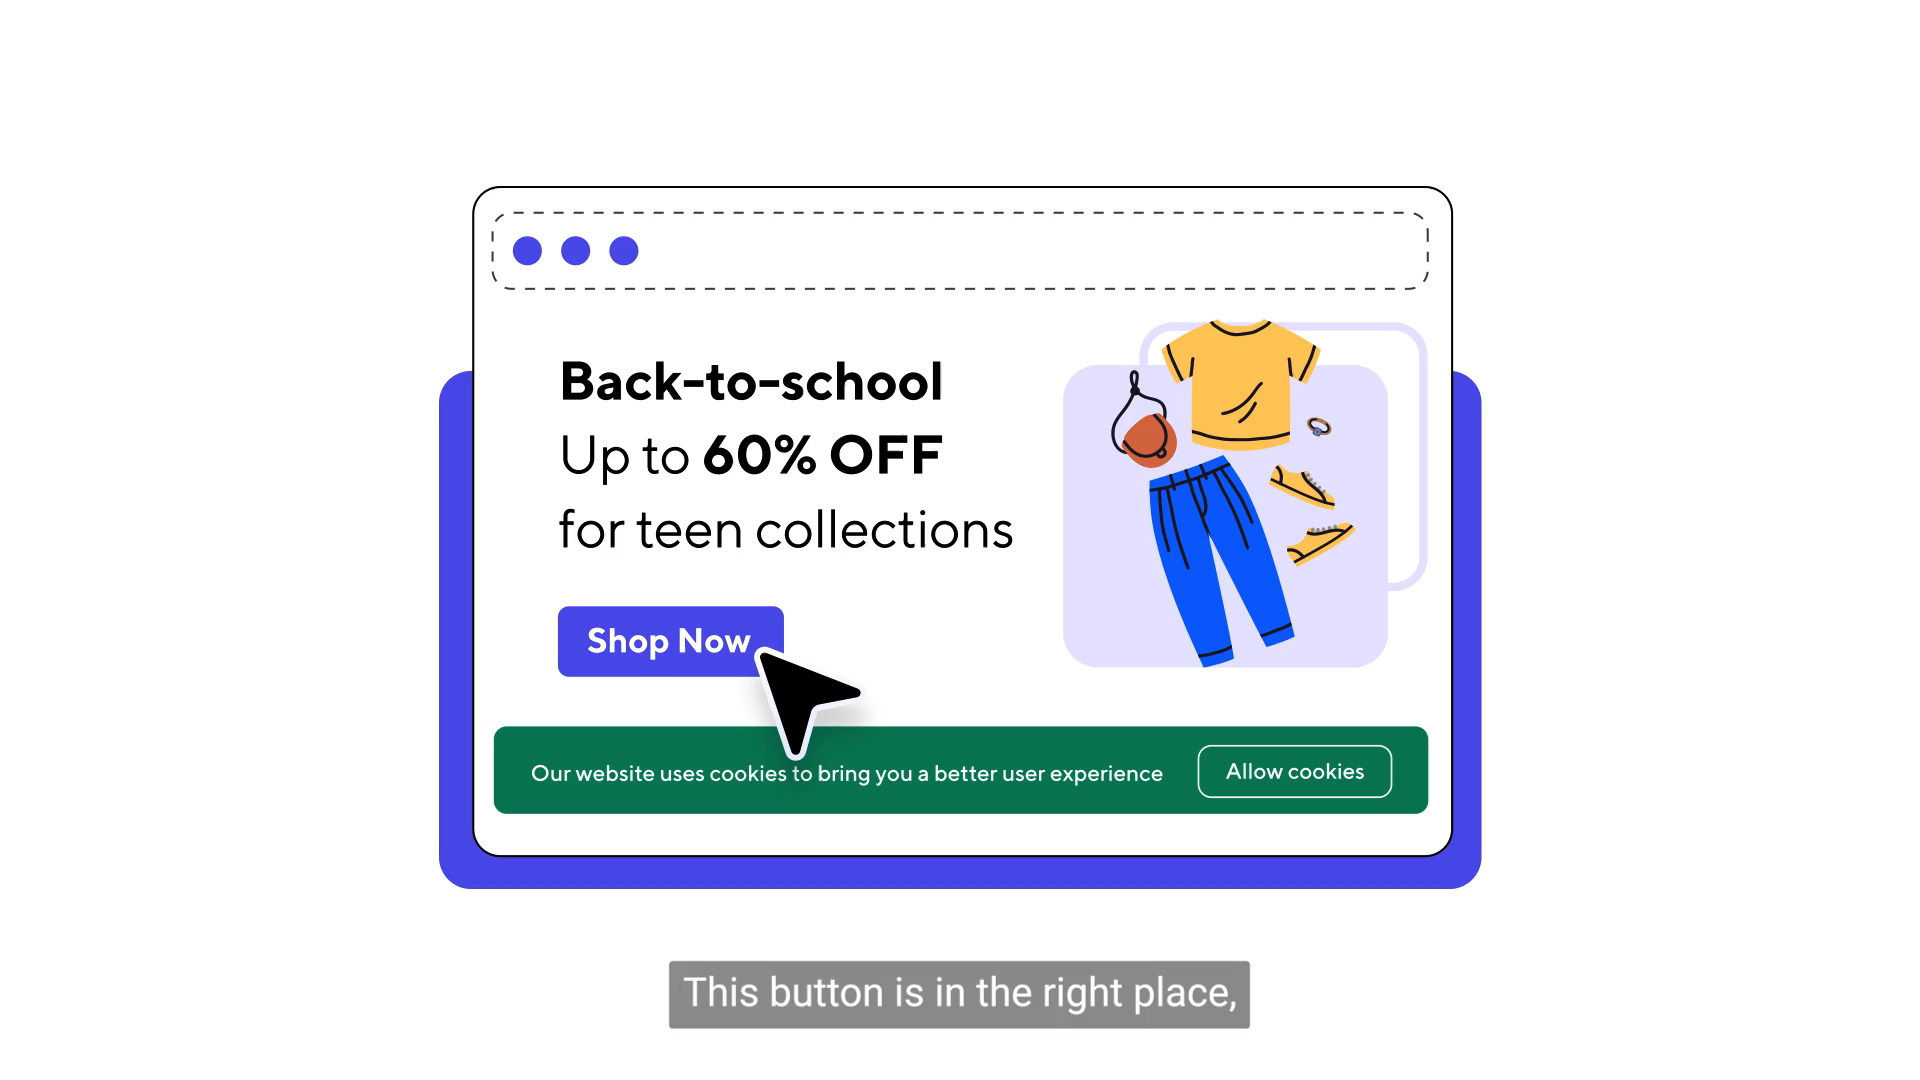 Back-to-school
Up to 60% OFF
for teen collections
Shop Now
Our website uses cookies to bring you a better user experience
Allow cookies
This button is in the right place,